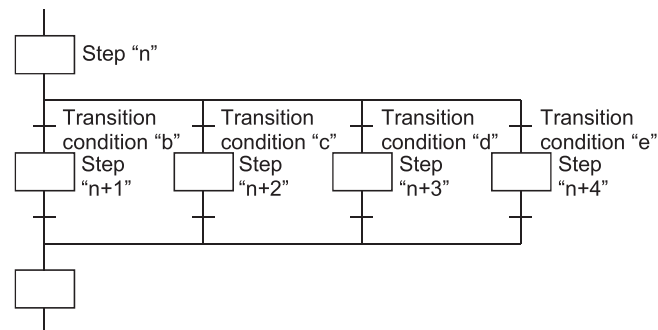 Step “n”
Transition
condition “b”
Transition
condition “c”
Transition
condition “d”
Transition
condition “e”
Step
“n+1”
Step
“n+2”
Step
“n+3”
Step
“n+4”